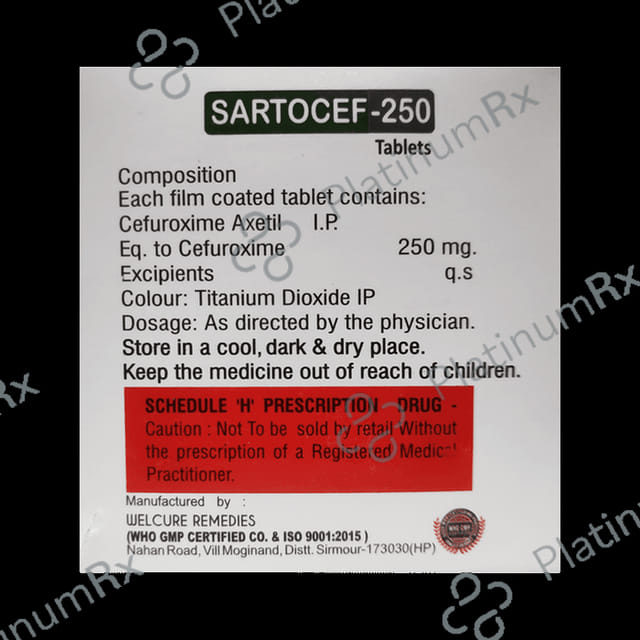 SARTOCEF-250
Tablets
Composition
Each film coated tablet contains:
Cefuroxime Axetil I.P.
Eq. to Cefuroxime 250 mg.
Excipients q.s
Colour: Titanium Dioxide IP
Dosage: As directed by the physician.
Store in a cool, dark & dry place.
Keep the medicine out of reach of children.
SCHEDULE 'H' PRESCRIPTION DRUG -
Caution : Not To be sold by retail Without
the prescription of a Registered Medical
Practitioner.
Manufactured by :
WELCURE REMEDIES
(WHO GMP CERTIFIED CO. & ISO 9001:2015 )
Nahan Road, Vill Moginand, Distt. Sirmour-173030(HP)
WHO GMP
PlatinumRx
PlatinumRx
PlatinumRx
PlatinumRx